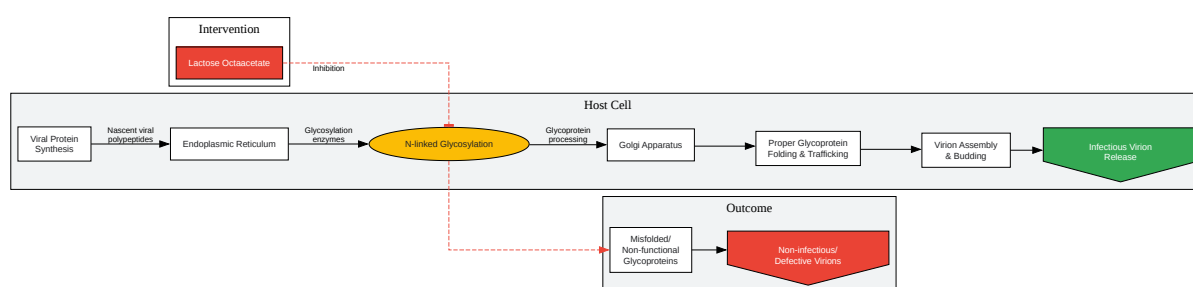 Intervention
Lactose Octaacetate
Inhibition
Host Cell
Viral Protein
Synthesis
Nascent viral
polypeptides
Endoplasmic Reticulum
Glycosylation
enzymes
N-linked Glycosylation
Glycoprotein
processing
Golgi Apparatus
Proper Glycoprotein
Folding & Trafficking
Virion Assembly
& Budding
Infectious Virion
Release
Outcome
Misfolded/
Non-functional
Glycoproteins
Non-infectious/
Defective Virions